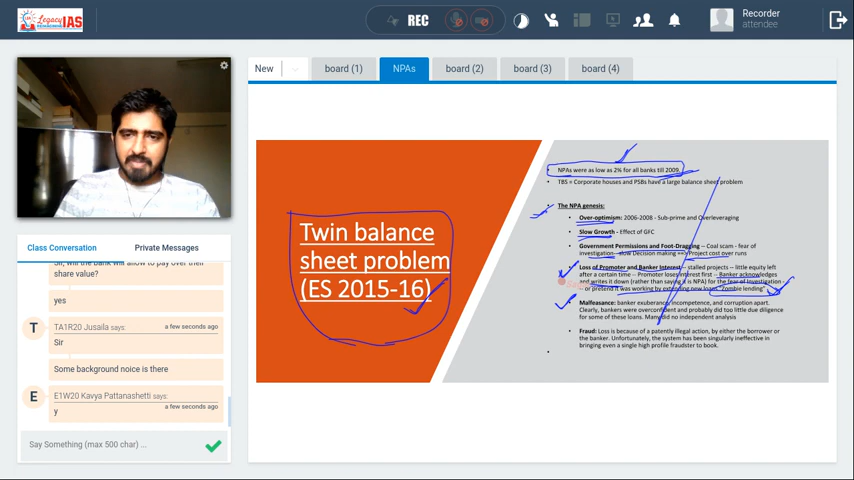 Legacy IAS
REC
Recorder
attendee
New
board (1)
NPAs
board (2)
board (3)
board (4)
Class Conversation
Private Messages
share value?
yes
T
TA1R20 Jusaila says:
a few seconds ago
Sir
Some background noice is there
E
E1W20 Kavya Pattanashetti says:
a few seconds ago
y
Say Something (max 500 char) ...
Twin balance
sheet problem
(ES 2015-16)
NPAs were as low as 2% for all banks till 2009.
TBS = Corporate houses and PSBs have a large balance sheet problem
The NPA genesis:
Over-optimism: 2006-2008 - Sub-prime and Overleveraging
Slow Growth - Effect of GFC
Government Permissions and Foot-Dragging -- Coal scam - fear of
investigation---slow Decision making ==> Project cost over runs
Loss of Promoter and Banker Interest -- stalled projects -- little equity left
after a certain time -- Promoter loses interest first -- Banker acknowledges
and writes it down (rather than saying it is NPA) for the fear of investigation -
-- or pretend it was working by extending new loans "Zombie lending"
Malfeasance: banker exuberance, incompetence, and corruption apart.
Clearly, bankers were overconfident and probably did too little due diligence
for some of these loans. Many did no independent analysis
Fraud: Loss is because of a patently illegal action, by either the borrower or
the banker. Unfortunately, the system has been singularly ineffective in
bringing even a single high profile fraudster to book.